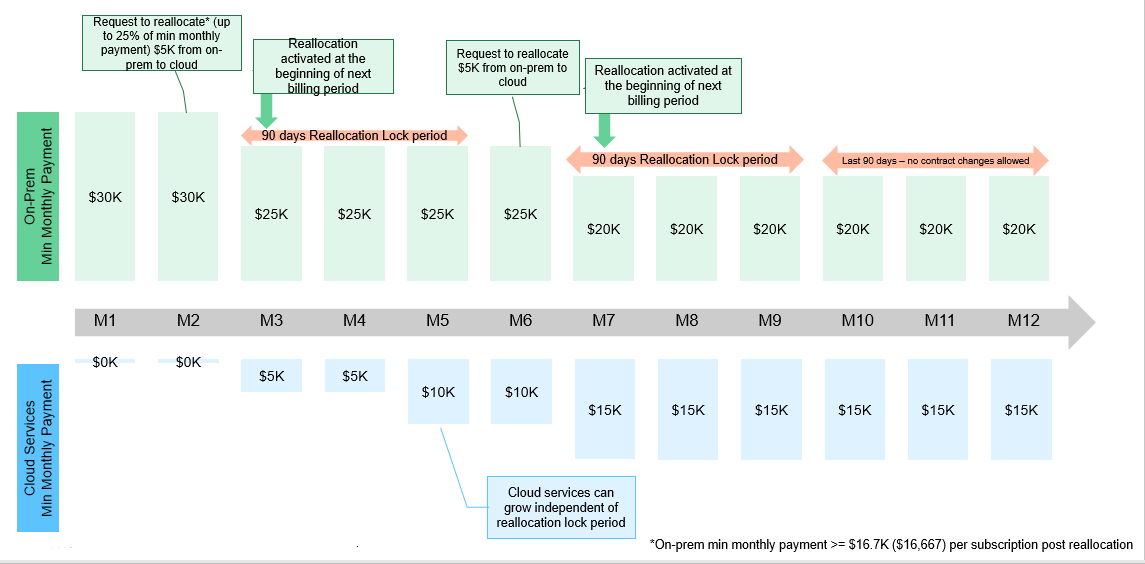 Request to reallocate* (up
to 25% of min monthly
payment) $5K from on-
prem to cloud
Reallocation
activated at the
beginning of next
billing period
Request to reallocate
$5K from on-prem to
cloud
Reallocation activated at
the beginning of next
billing period
90 days Reallocation Lock period
90 days Reallocation Lock period
Last 90 days – no contract changes allowed
On-Prem
Min Monthly Payment
$30K
$30K
$25K
$25K
$25K
$25K
$20K
$20K
$20K
$20K
$20K
$20K
M1
M2
M3
M4
M5
M6
M7
M8
M9
M10
M11
M12
Cloud Services
Min Monthly Payment
$0K
$0K
$5K
$5K
$10K
$10K
$15K
$15K
$15K
$15K
$15K
$15K
Cloud services can
grow independent of
reallocation lock period
*On-prem min monthly payment >= $16.7K ($16,667) per subscription post reallocation